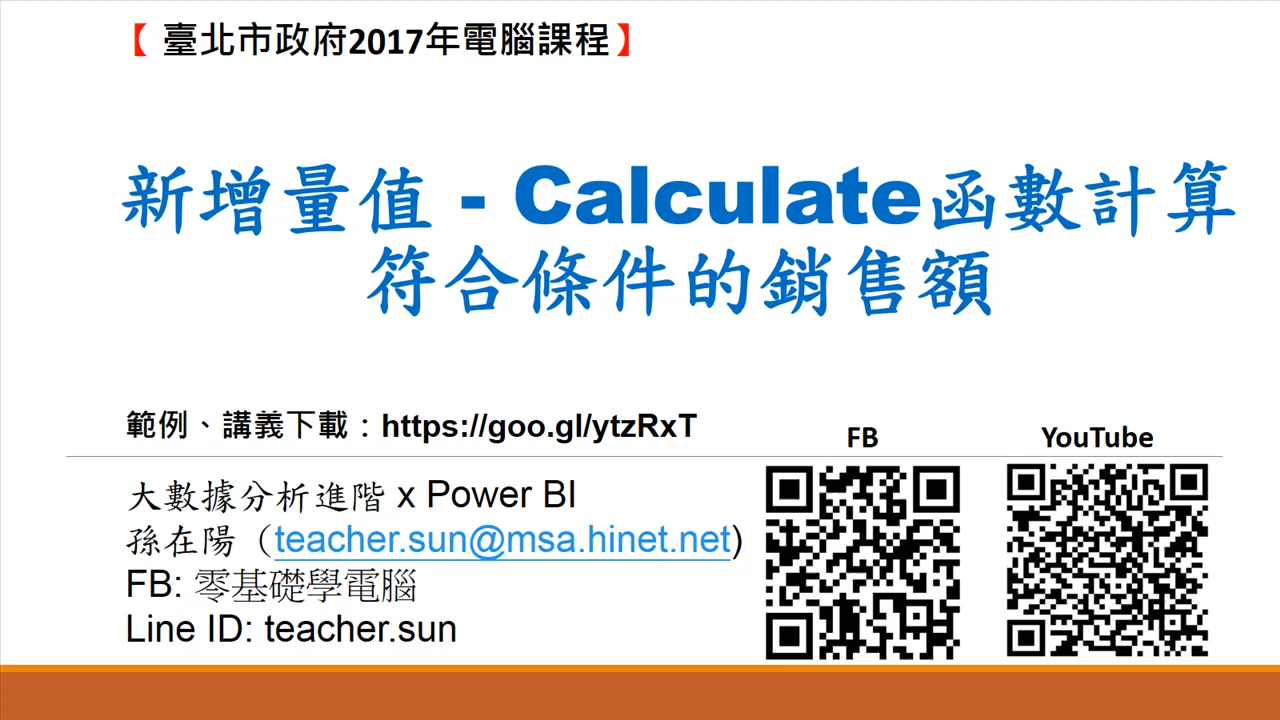 【 臺北市政府2017年電腦課程】
新增量值 - Calculate函數計算
符合條件的銷售額
範例、講義下載：https://goo.gl/ytzRxT
FB
YouTube
大數據分析進階 x Power BI
孫在陽（teacher.sun@msa.hinet.net)
FB: 零基礎學電腦
Line ID: teacher.sun